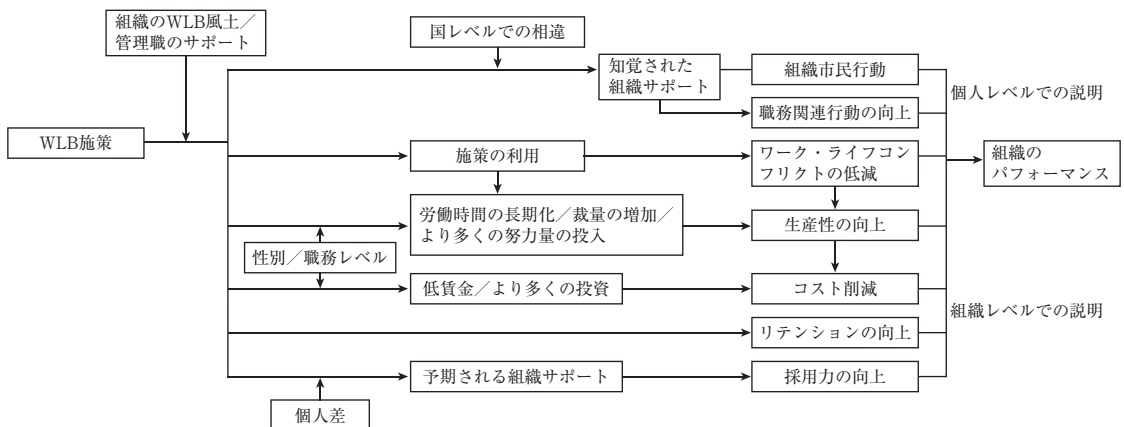 組織のWLB風土／
管理職のサポート
国レベルでの相違
知覚された
組織サポート
組織市民行動
個人レベルでの説明
職務関連行動の向上
WLB施策
施策の利用
ワーク・ライフコン
フリクトの低減
組織の
パフォーマンス
労働時間の長期化／裁量の増加／
より多くの努力量の投入
生産性の向上
性別／職務レベル
低賃金／より多くの投資
コスト削減
組織レベルでの説明
リテンションの向上
予期される組織サポート
採用力の向上
個人差